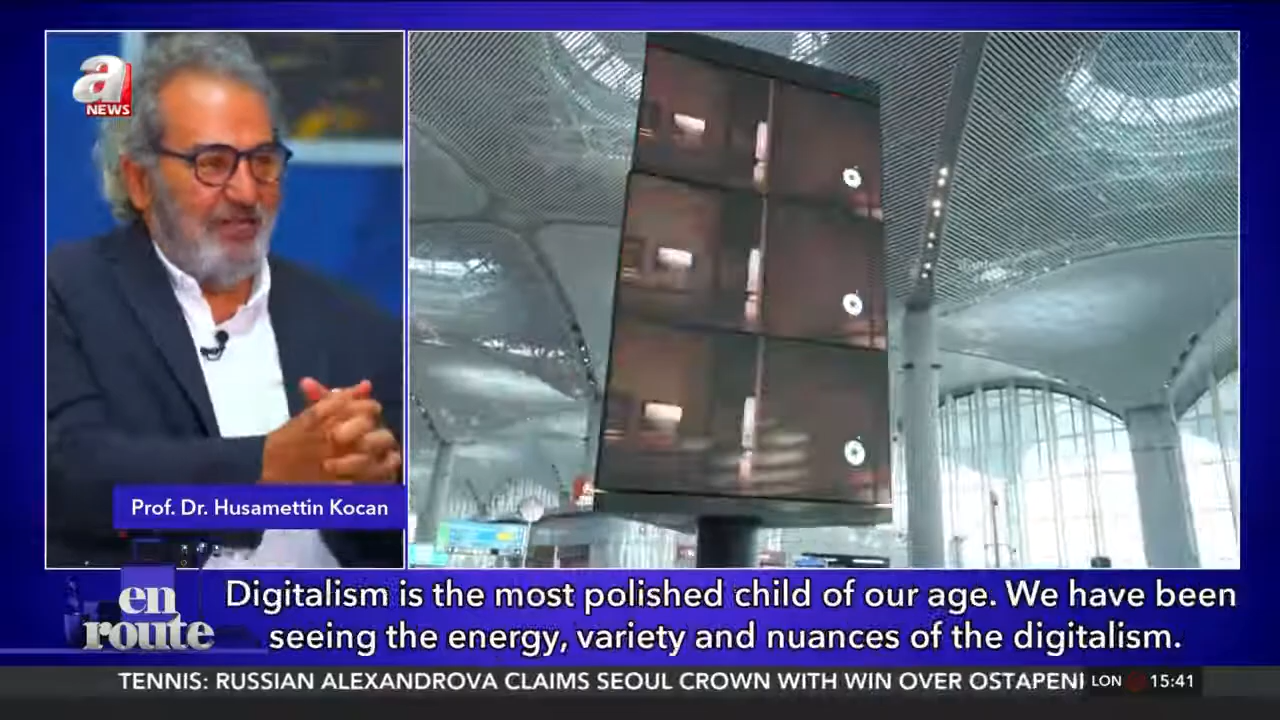 a
NEWS
Prof. Dr. Husamettin Kocan
en
route
Digitalism is the most polished child of our age. We have been
seeing the energy, variety and nuances of the digitalism.
TENNIS: RUSSIAN ALEXANDROVA CLAIMS SEOUL CROWN WITH WIN OVER OSTAPENI
LON 15:41